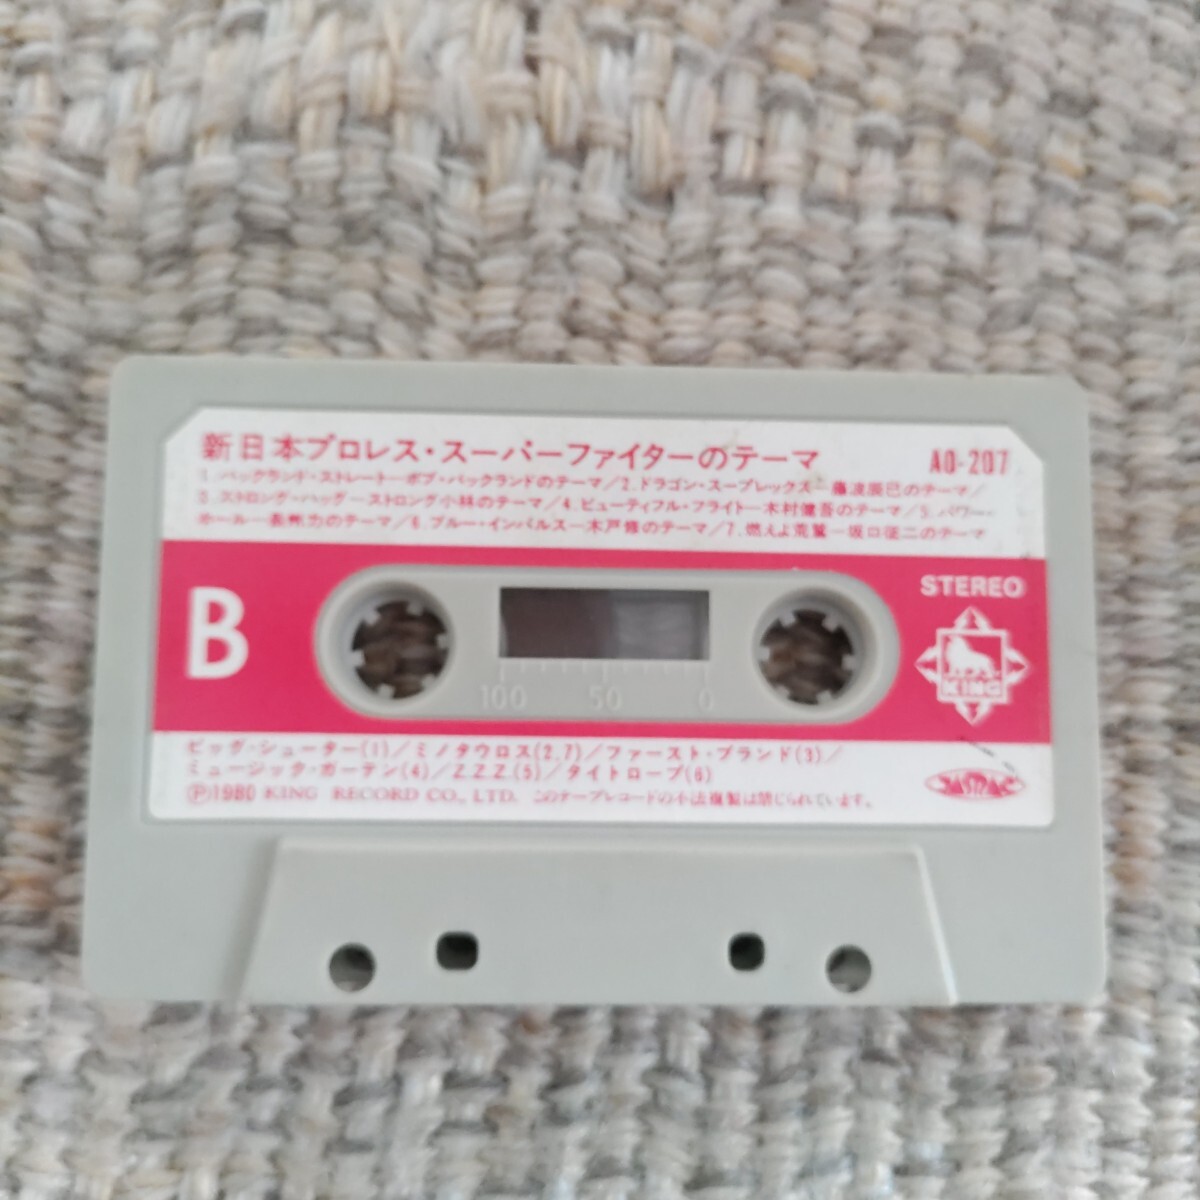 新日本プロレス・スーパーファイターのテーマ AO-207
1. バックランド・ストレート—ボブ・バックランドのテーマ/2. ドラゴン・スープレックス—藤波辰巳のテーマ/
3. ストロング・ハッグ—ストロング小林のテーマ/4. ビューティフル・フライト—木村健吾のテーマ/5. パワー・
ホール—長州力のテーマ/6. ブルー・インパルス—木戸修のテーマ/7. 燃えよ荒鷲—坂口征二のテーマ
STEREO
B
KING
100 50 0
ビッグ・シューター(1)/ミノタウロス(2,7)/ファースト・ブランド(3)/
ミュージック・ガーデン(4)/Z Z Z(5)/タイトロープ(6)
Ⓟ1980 KING RECORD CO., LTD. このテープレコードの不法複製は禁じられています。
JASRAC